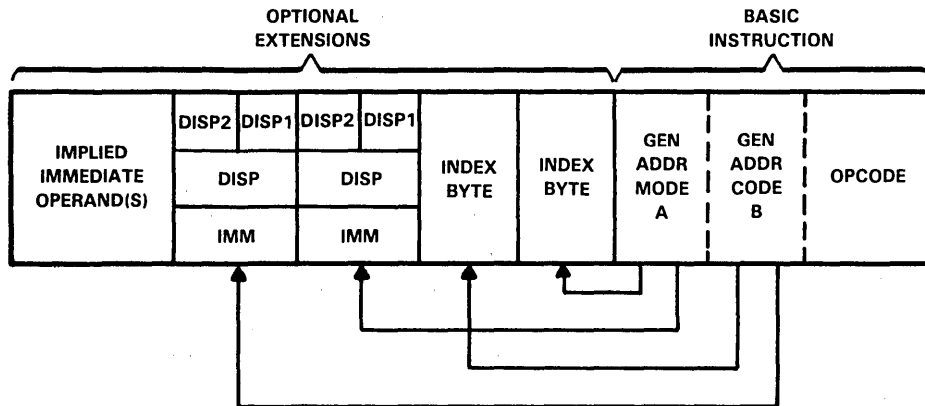 OPTIONAL
EXTENSIONS
BASIC
INSTRUCTION
IMPLIED
IMMEDIATE
OPERAND(S)
DISP2
DISP1
DISP
IMM
DISP2
DISP1
DISP
IMM
INDEX
BYTE
INDEX
BYTE
GEN
ADDR
MODE
A
GEN
ADDR
CODE
B
OPCODE